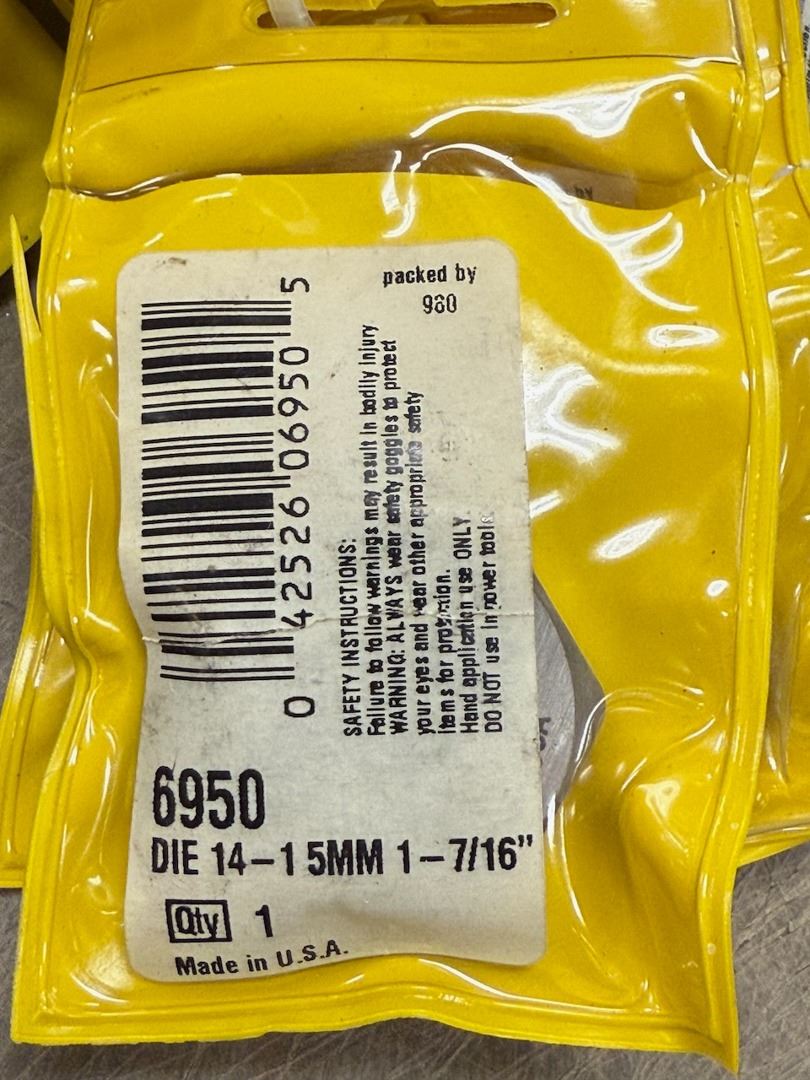 packed by
980
0 42526 06950 5
SAFETY INSTRUCTIONS:
Failure to follow warnings may result in bodily injury
WARNING: ALWAYS wear safety goggles to protect
your eyes and wear other appropriate safety
items for protection.
Hand application use ONLY.
DO NOT use in power tools.
6950
DIE 14-1 5MM 1-7/16"
Qty 1
Made in U.S.A.